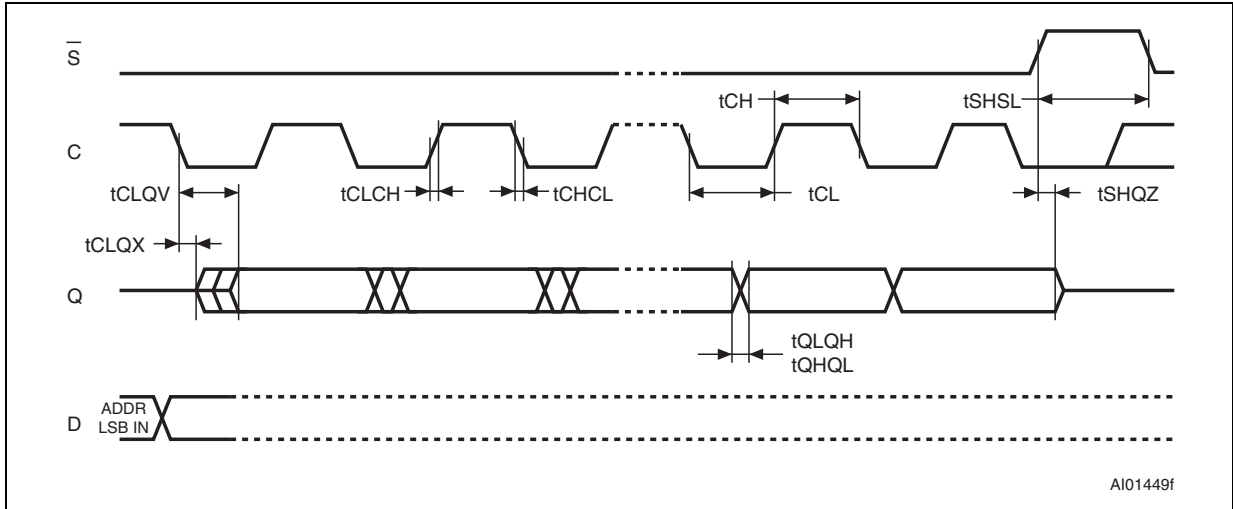 S
tCH
tSHSL
C
tCLQV
tCLCH
tCHCL
tCL
tSHQZ
tCLQX
Q
tQLQH
tQHQL
D
ADDR
LSB IN
AI01449f